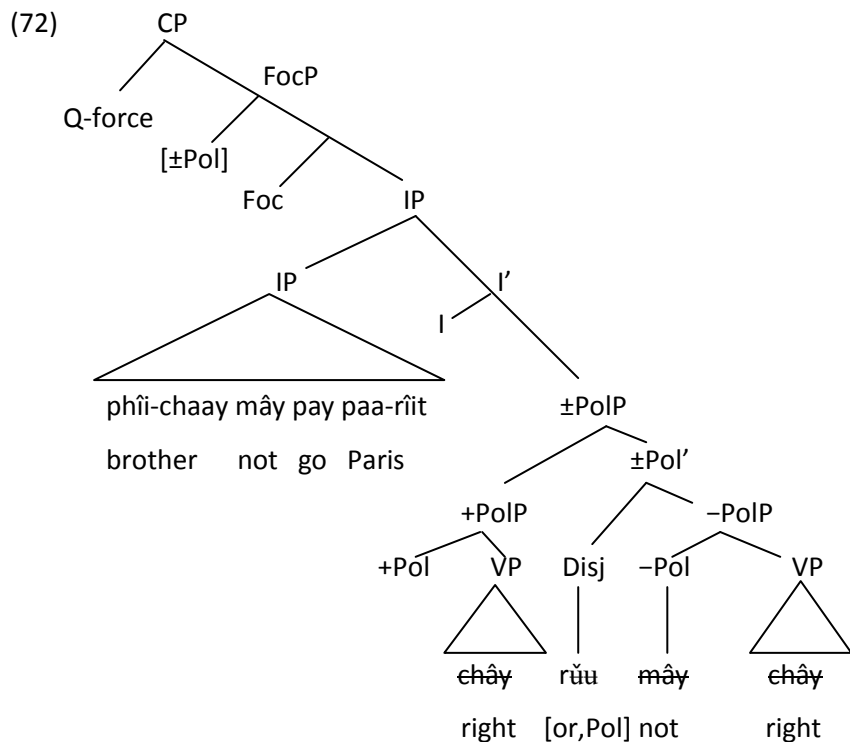 (72) CP
FocP
Q-force
[±Pol]
Foc IP
IP I’
I
phîi-chaay mây pay paa-rîit ±PolP
brother not go Paris ±Pol’
+PolP −PolP
+Pol VP Disj −Pol VP
chây rǔu mây chây
right [or,Pol] not right